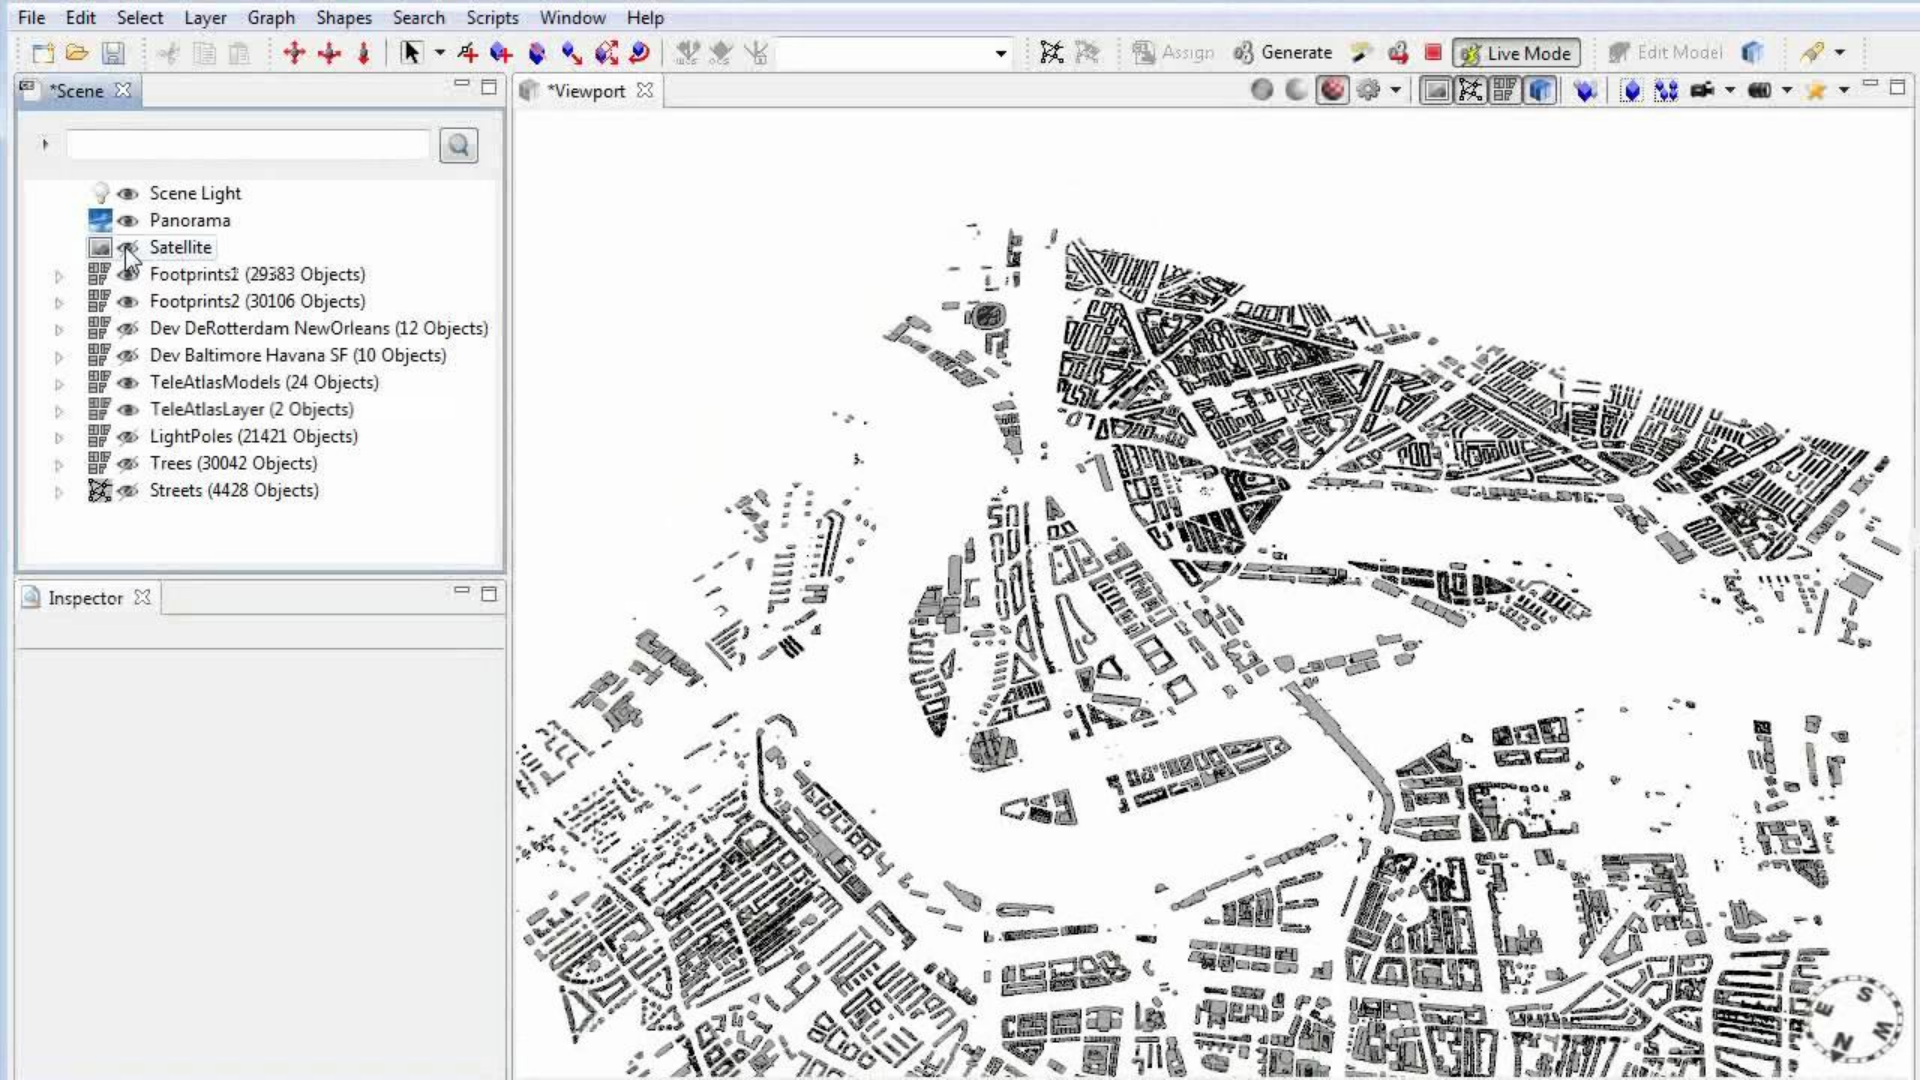 File Edit Select Layer Graph Shapes Search Scripts Window Help
Assign Generate Live Mode Edit Model
*Scene
*Viewport
Scene Light
Panorama
Satellite
Footprints1 (29383 Objects)
Footprints2 (30106 Objects)
Dev DeRotterdam NewOrleans (12 Objects)
Dev Baltimore Havana SF (10 Objects)
TeleAtlasModels (24 Objects)
TeleAtlasLayer (2 Objects)
LightPoles (21421 Objects)
Trees (30042 Objects)
Streets (4428 Objects)
Inspector
S
E
W
N